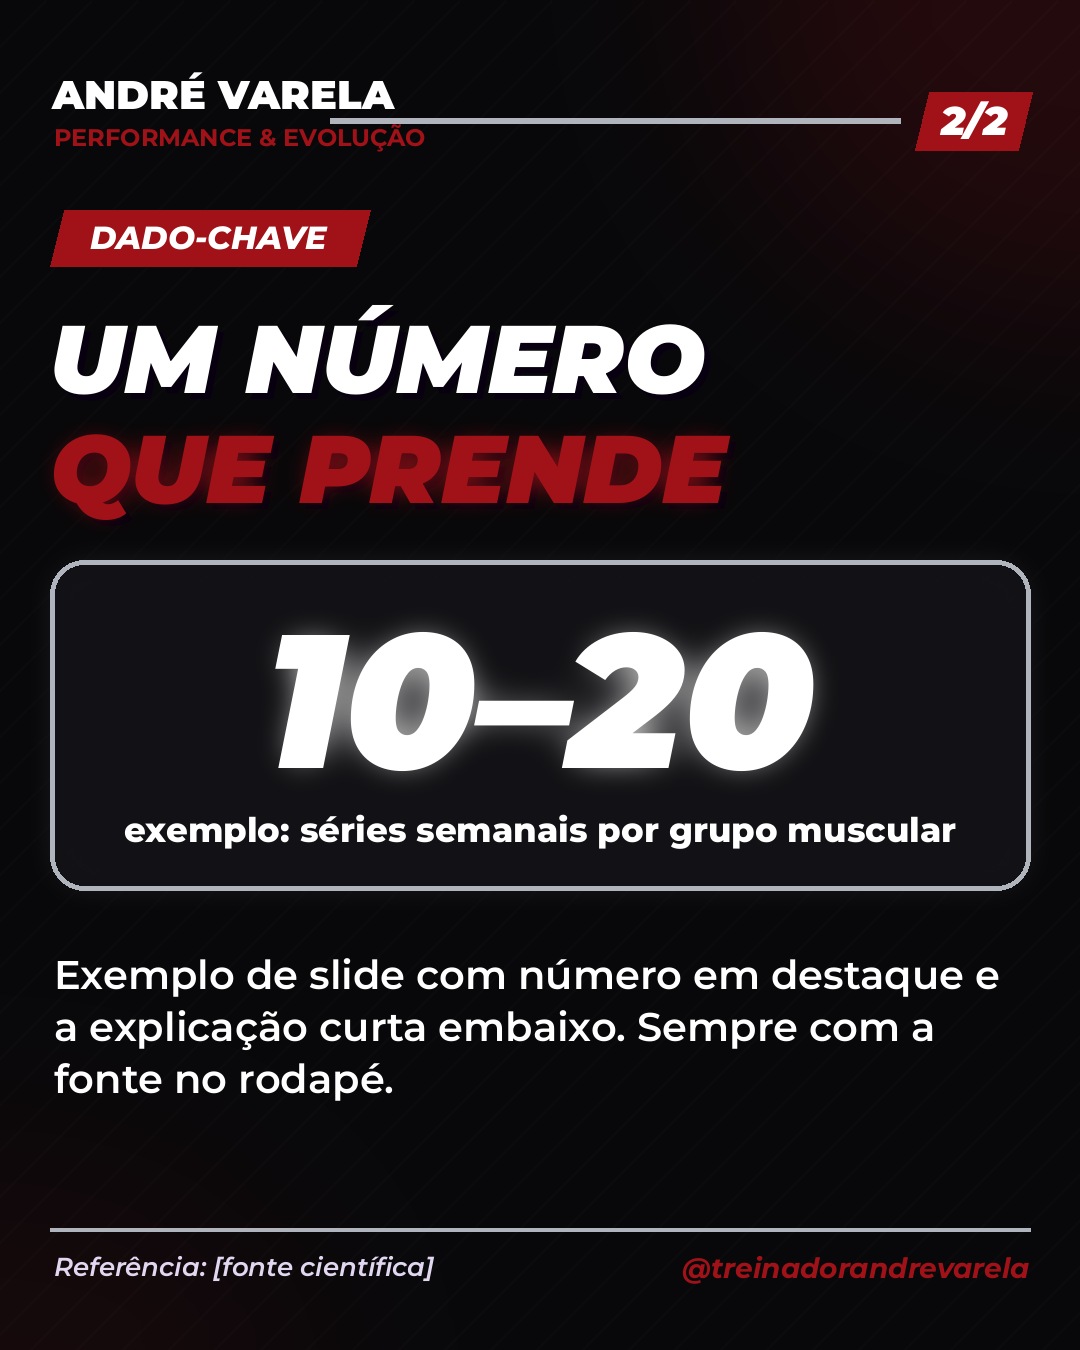 ANDRÉ VARELA
PERFORMANCE & EVOLUÇÃO
2/2
DADO-CHAVE
UM NÚMERO
QUE PRENDE
10–20
exemplo: séries semanais por grupo muscular
Exemplo de slide com número em destaque e
a explicação curta embaixo. Sempre com a
fonte no rodapé.
Referência: [fonte científica]
@treinadorandrevarela